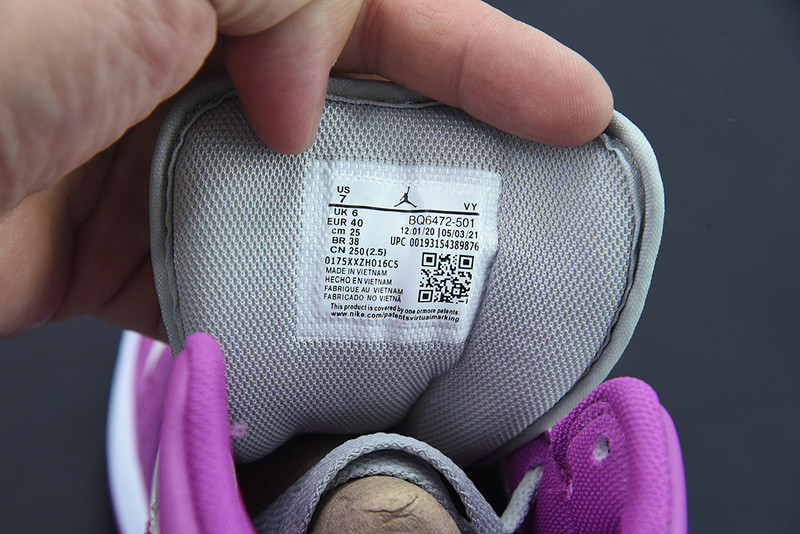 US
7
VY
UK 6
BQ6472-501
EUR 40
12/01/20 | 05/03/21
cm 25
UPC 00193154389876
BR 38
CN 250 (2.5)
0175XXZH016C5
MADE IN VIETNAM
HECHO EN VIETNAM
FABRIQUE AU VIETNAM
FABRICADO NO VIETNÃ
This product is covered by one ormore patents:
www.nike.com/patentsvirtualmarking